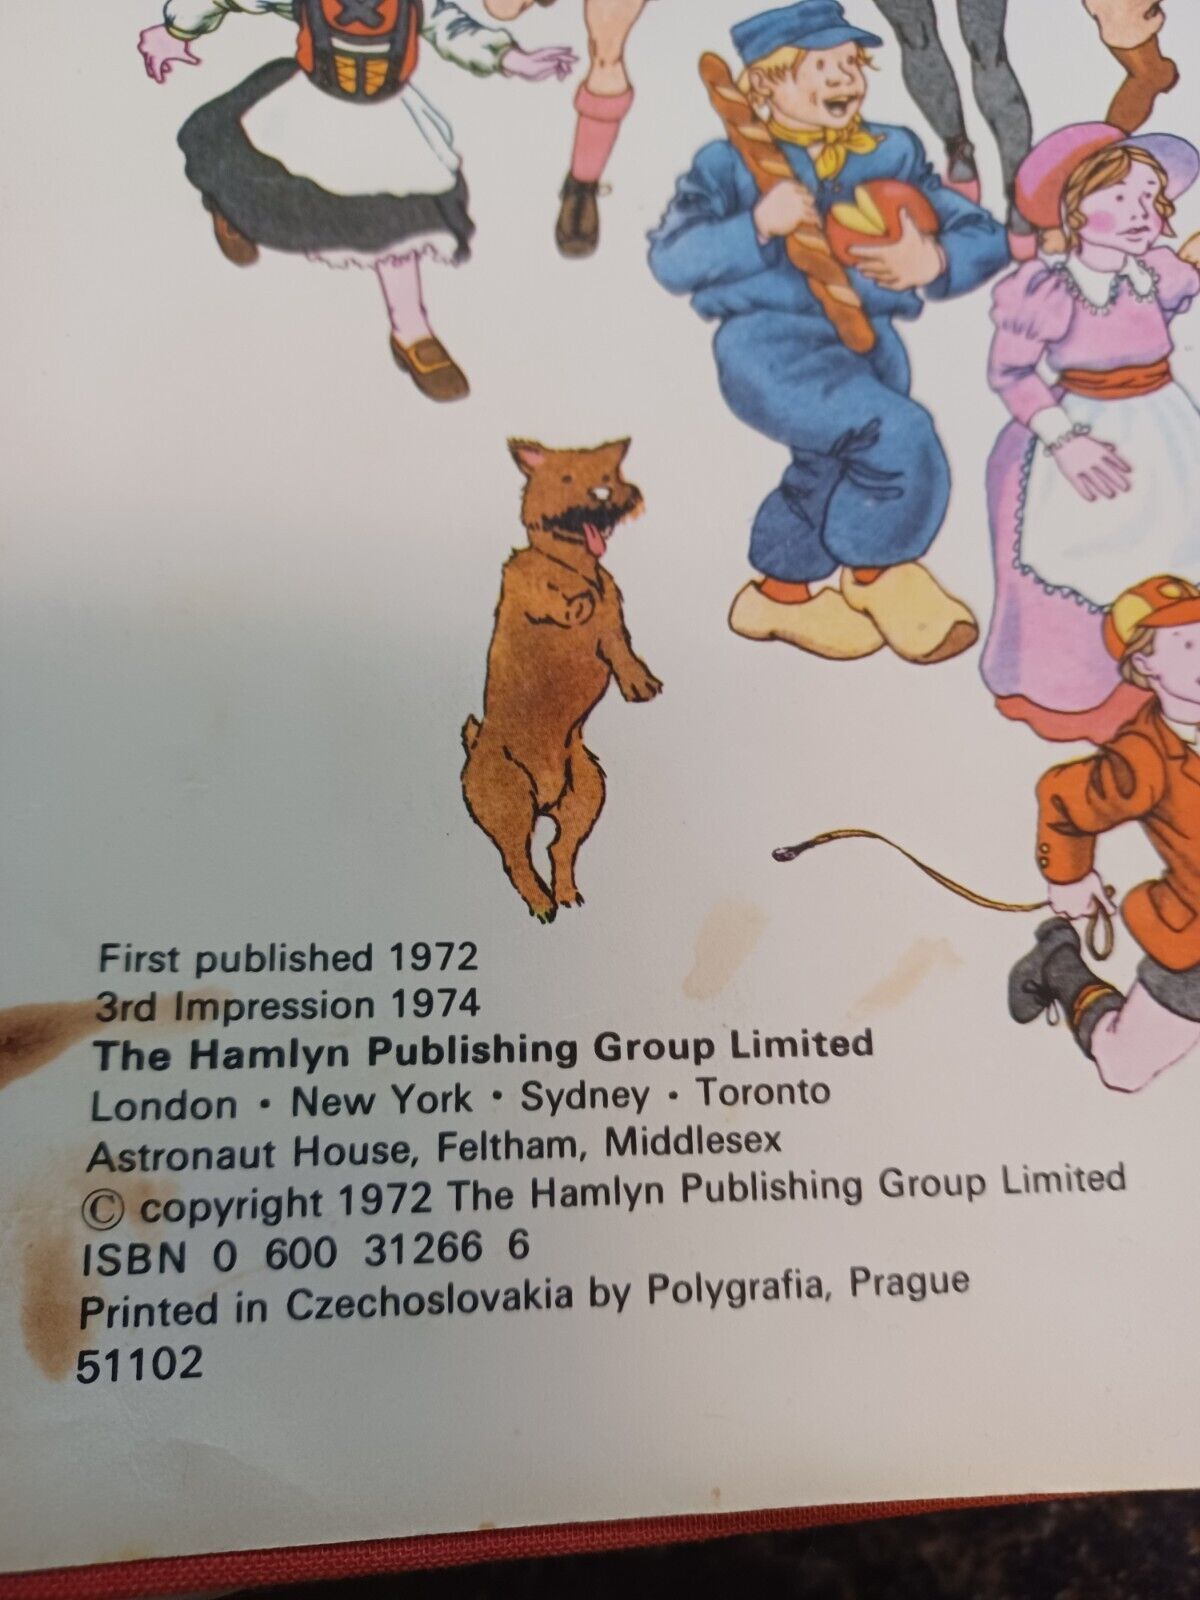 First published 1972
3rd Impression 1974
The Hamlyn Publishing Group Limited
London • New York • Sydney • Toronto
Astronaut House, Feltham, Middlesex
© copyright 1972 The Hamlyn Publishing Group Limited
ISBN 0 600 31266 6
Printed in Czechoslovakia by Polygrafia, Prague
51102